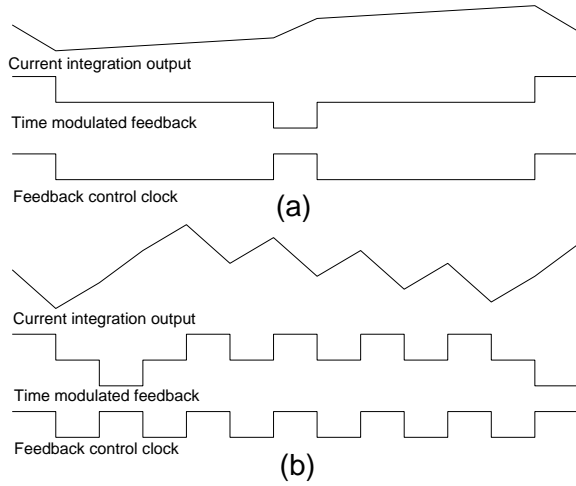 Current integration output
Time modulated feedback
Feedback control clock
(a)
Current integration output
Time modulated feedback
Feedback control clock
(b)